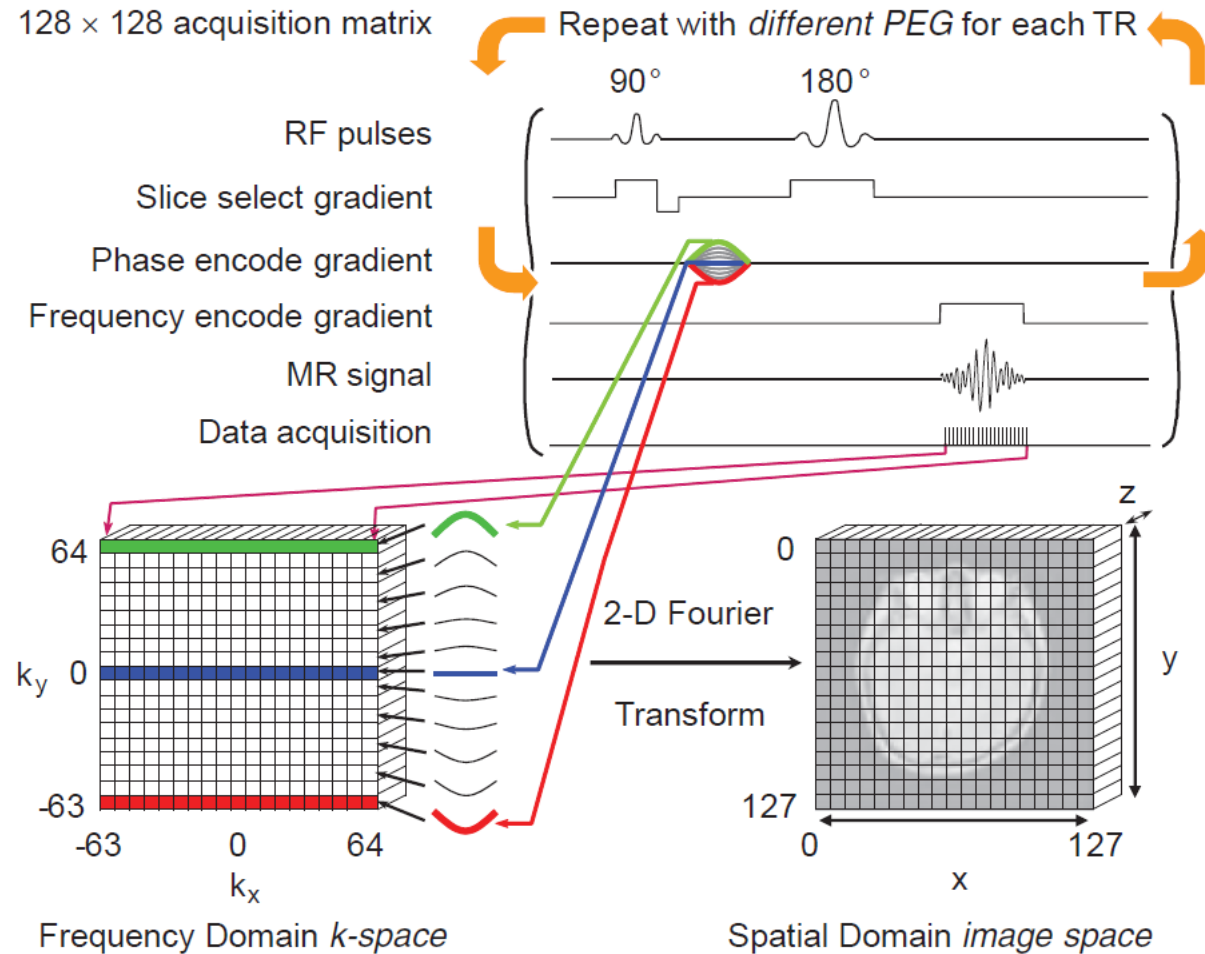 128 × 128 acquisition matrix
Repeat with different PEG for each TR
90° 180°
RF pulses
Slice select gradient
Phase encode gradient
Frequency encode gradient
MR signal
Data acquisition
z
64
0
2-D Fourier
k_y 0
y
Transform
-63
127
-63 0 64
0 127
k_x
x
Frequency Domain k-space
Spatial Domain image space